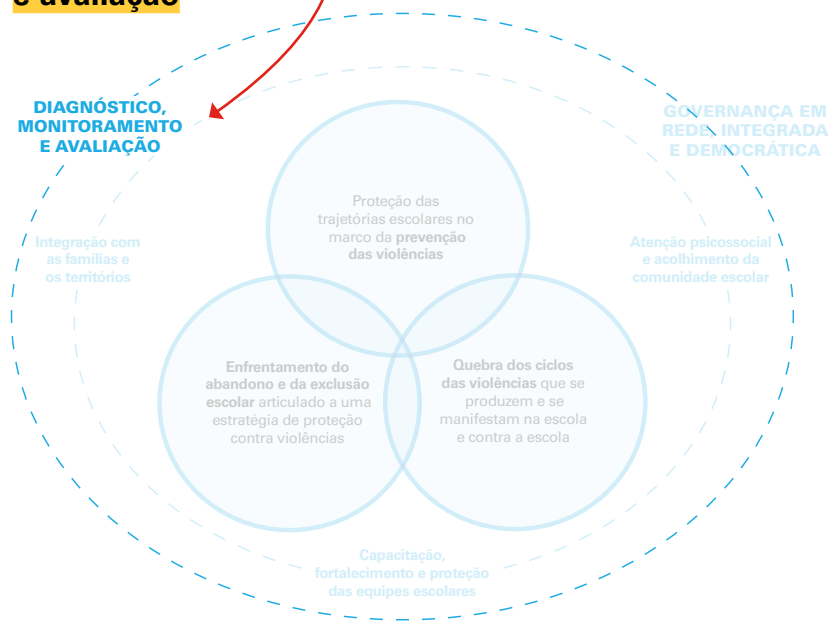 e avaliação
DIAGNÓSTICO,
MONITORAMENTO
E AVALIAÇÃO
GOVERNANÇA EM
REDE, INTEGRADA
E DEMOCRÁTICA
Proteção das
trajetórias escolares no
marco da prevenção
das violências
Integração com
as famílias e
os territórios
Atenção psicossocial
e acolhimento da
comunidade escolar
Enfrentamento do
abandono e da exclusão
escolar articulado a uma
estratégia de proteção
contra violências
Quebra dos ciclos
das violências que se
produzem e se
manifestam na escola
e contra a escola
Capacitação,
fortalecimento e proteção
das equipes escolares